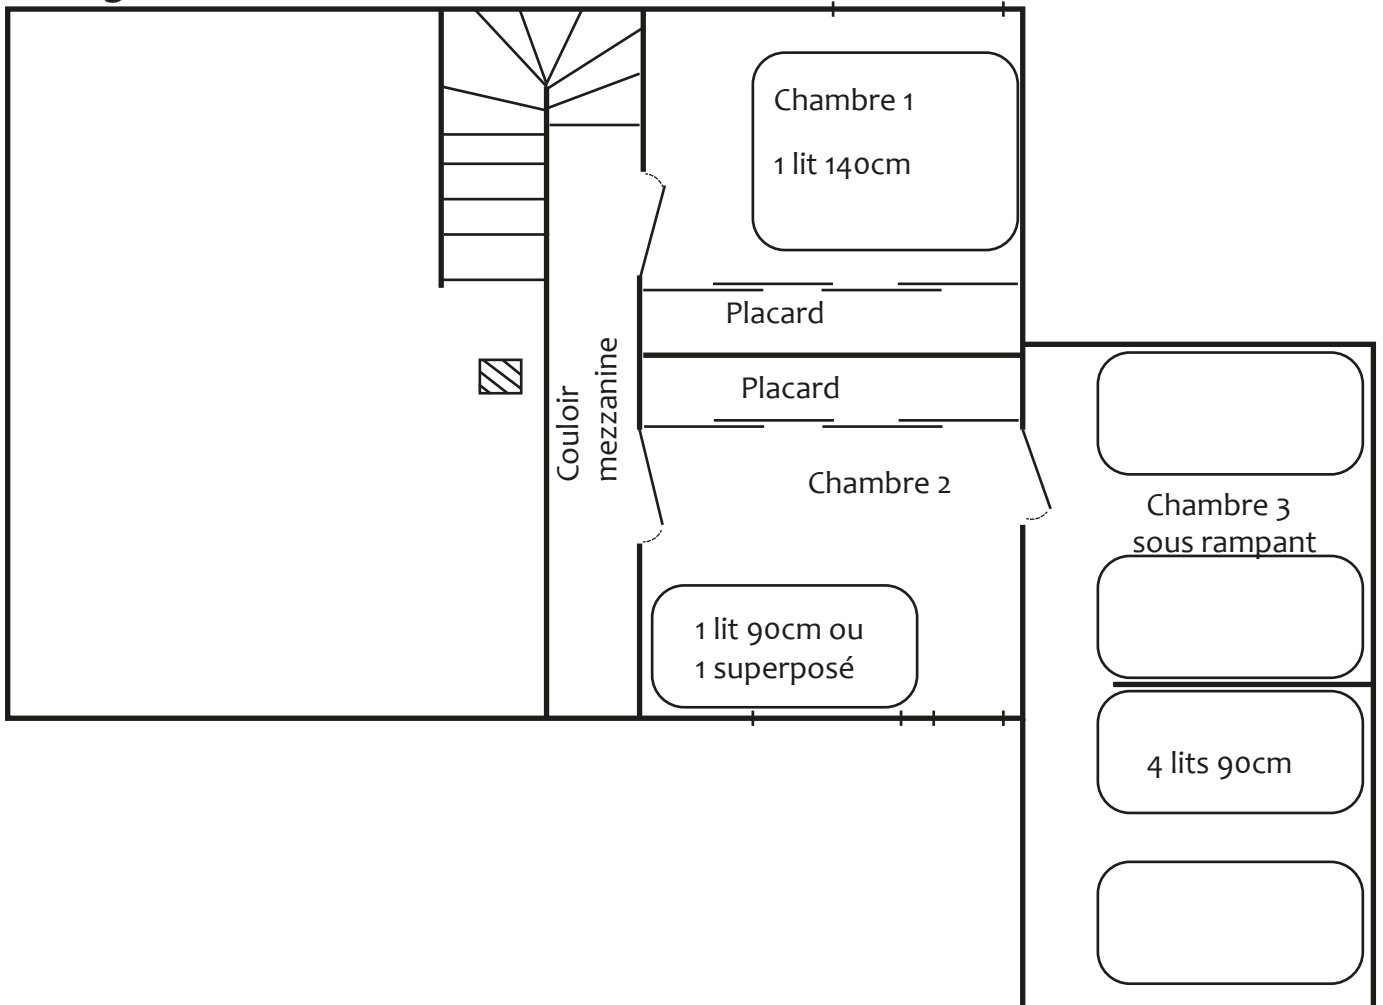 Chambre 1
1 lit 140cm
Placard
Placard
Couloir
mezzanine
Chambre 2
Chambre 3
sous rampant
1 lit 90cm ou
1 superposé
4 lits 90cm